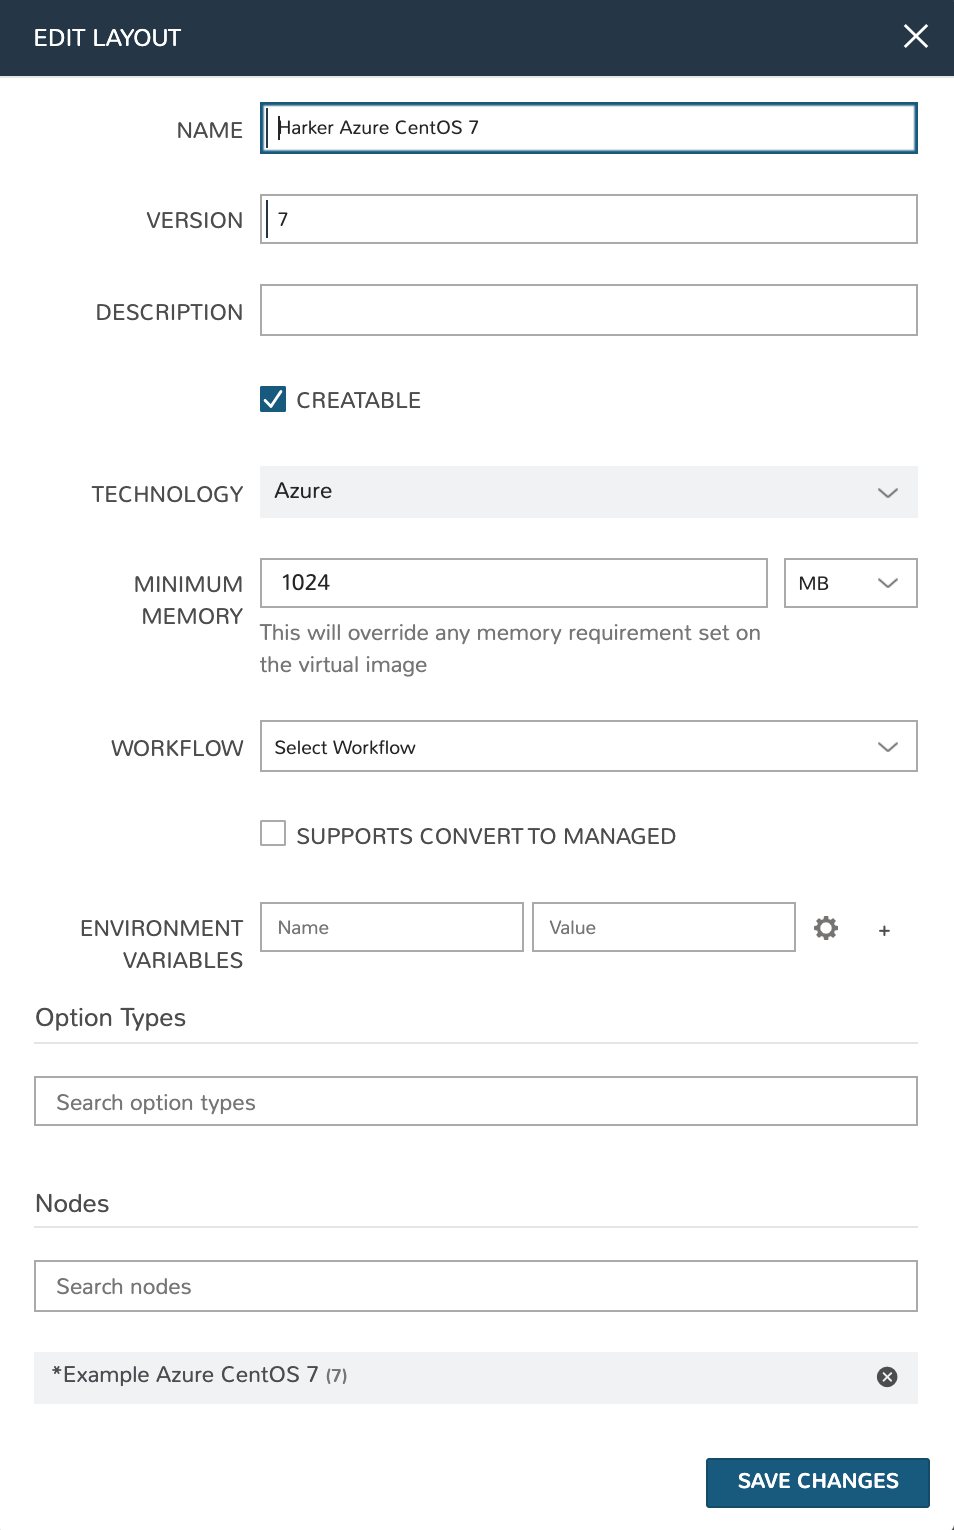 EDIT LAYOUT
NAME
Harker Azure CentOS 7
VERSION
7
DESCRIPTION
CREATABLE
TECHNOLOGY
Azure
MINIMUM
MEMORY
1024
MB
This will override any memory requirement set on
the virtual image
WORKFLOW
Select Workflow
SUPPORTS CONVERT TO MANAGED
ENVIRONMENT
VARIABLES
Name
Value
+
Option Types
Search option types
Nodes
Search nodes
*Example Azure CentOS 7 (7)
SAVE CHANGES